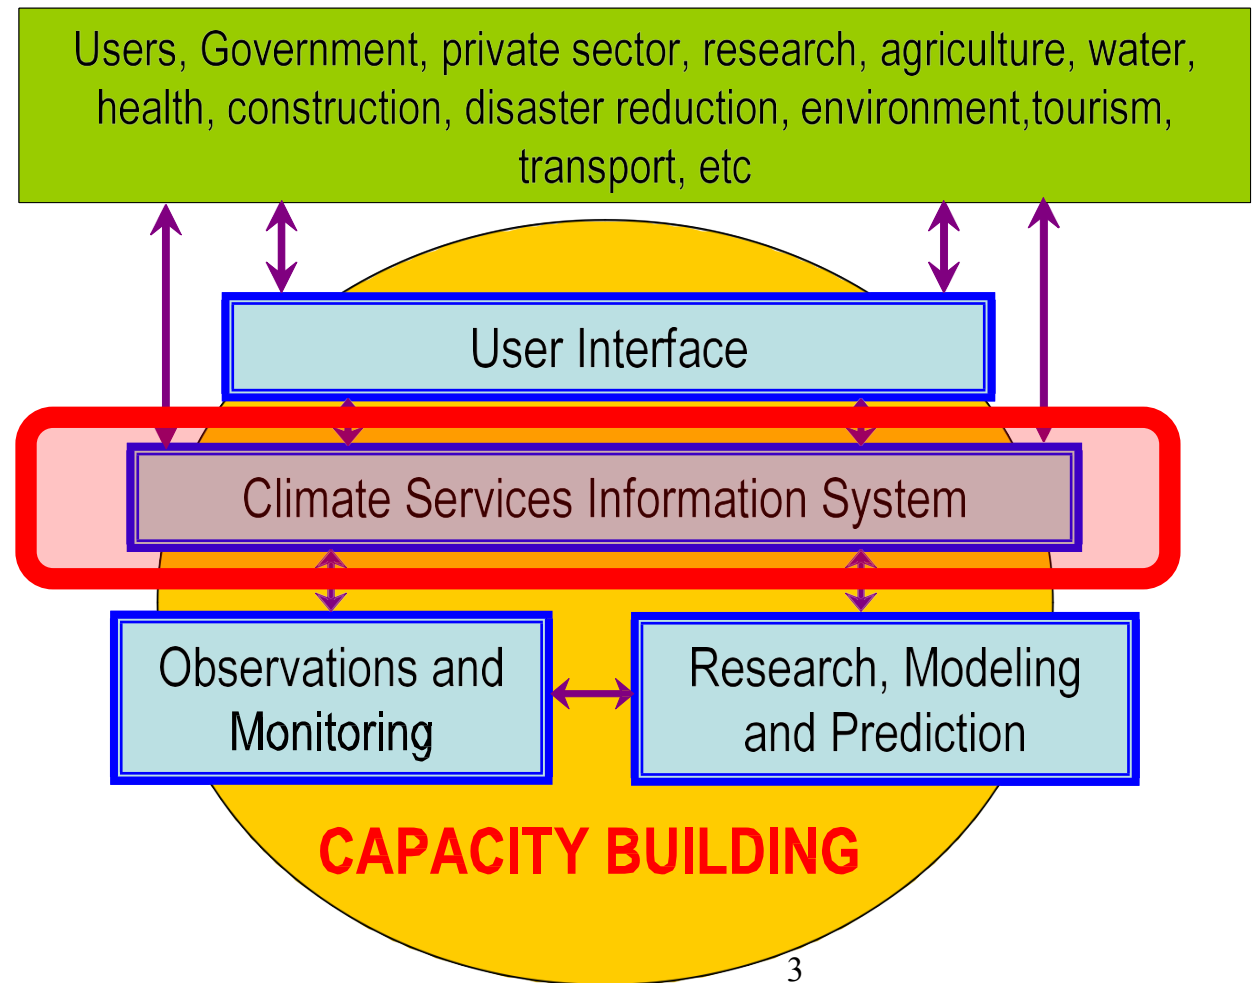 Users, Government, private sector, research, agriculture, water,
health, construction, disaster reduction, environment,tourism,
transport, etc
User Interface
Climate Services Information System
Observations and
Monitoring
Research, Modeling
and Prediction
CAPACITY BUILDING
3